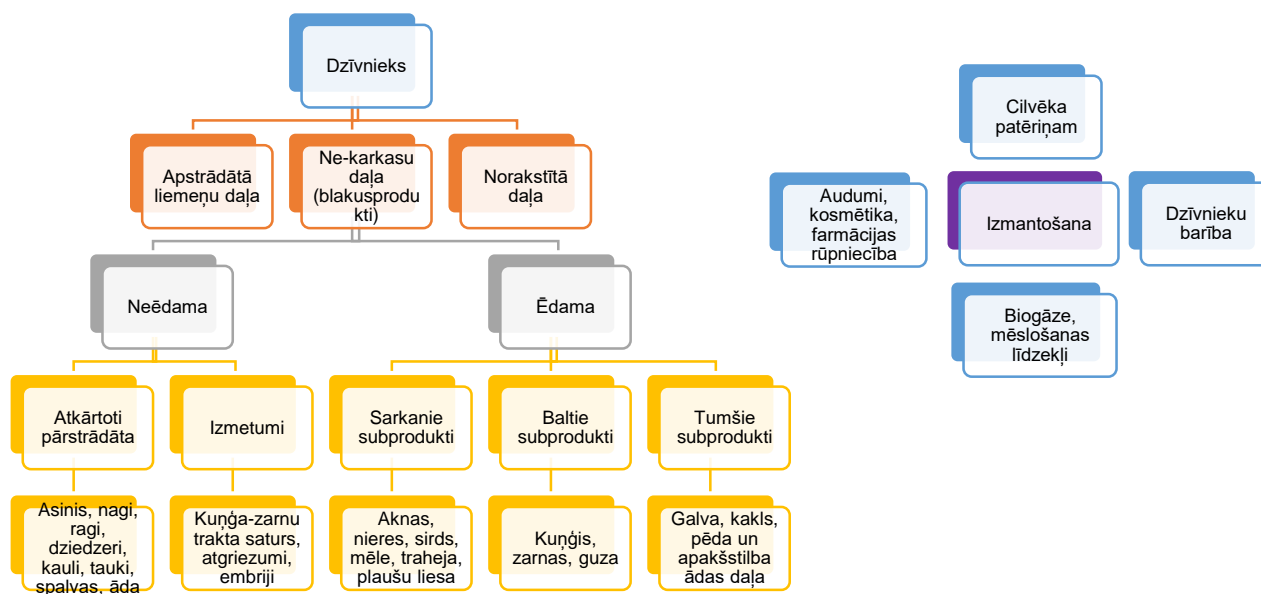 Dzīvnieks
Apstrādātā
liemeņu daļa
Ne-karkasu
daļa
(blakusprodu
kti)
Norakstītā
daļa
Neēdama
Ēdama
Atkārtoti
pārstrādāta
Izmetumi
Sarkanie
subprodukti
Baltie
subprodukti
Tumšie
subprodukti
Asinis, nagi,
ragi,
dziedzeri,
kauli, tauki,
spalvas, āda
Kuņģa-zarnu
trakta saturs,
atgriezumi,
embriji
Aknas,
nieres, sirds,
mēle, traheja,
plaušu liesa
Kuņģis,
zarnas, guza
Galva, kakls,
pēda un
apakšstilba
ādas daļa
Cilvēka
patēriņam
Audumi,
kosmētika,
farmācijas
rūpniecība
Izmantošana
Dzīvnieku
barība
Biogāze,
mēslošanas
līdzekļi